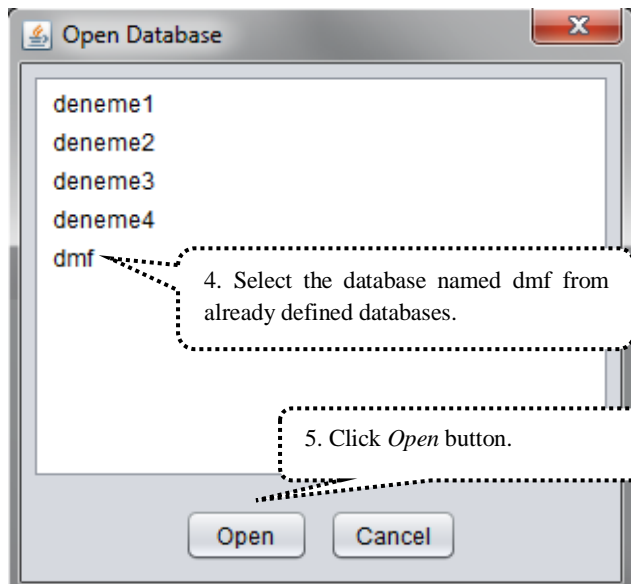 Open Database
deneme1
deneme2
deneme3
deneme4
dmf
4. Select the database named dmf from
already defined databases.
5. Click Open button.
Open
Cancel